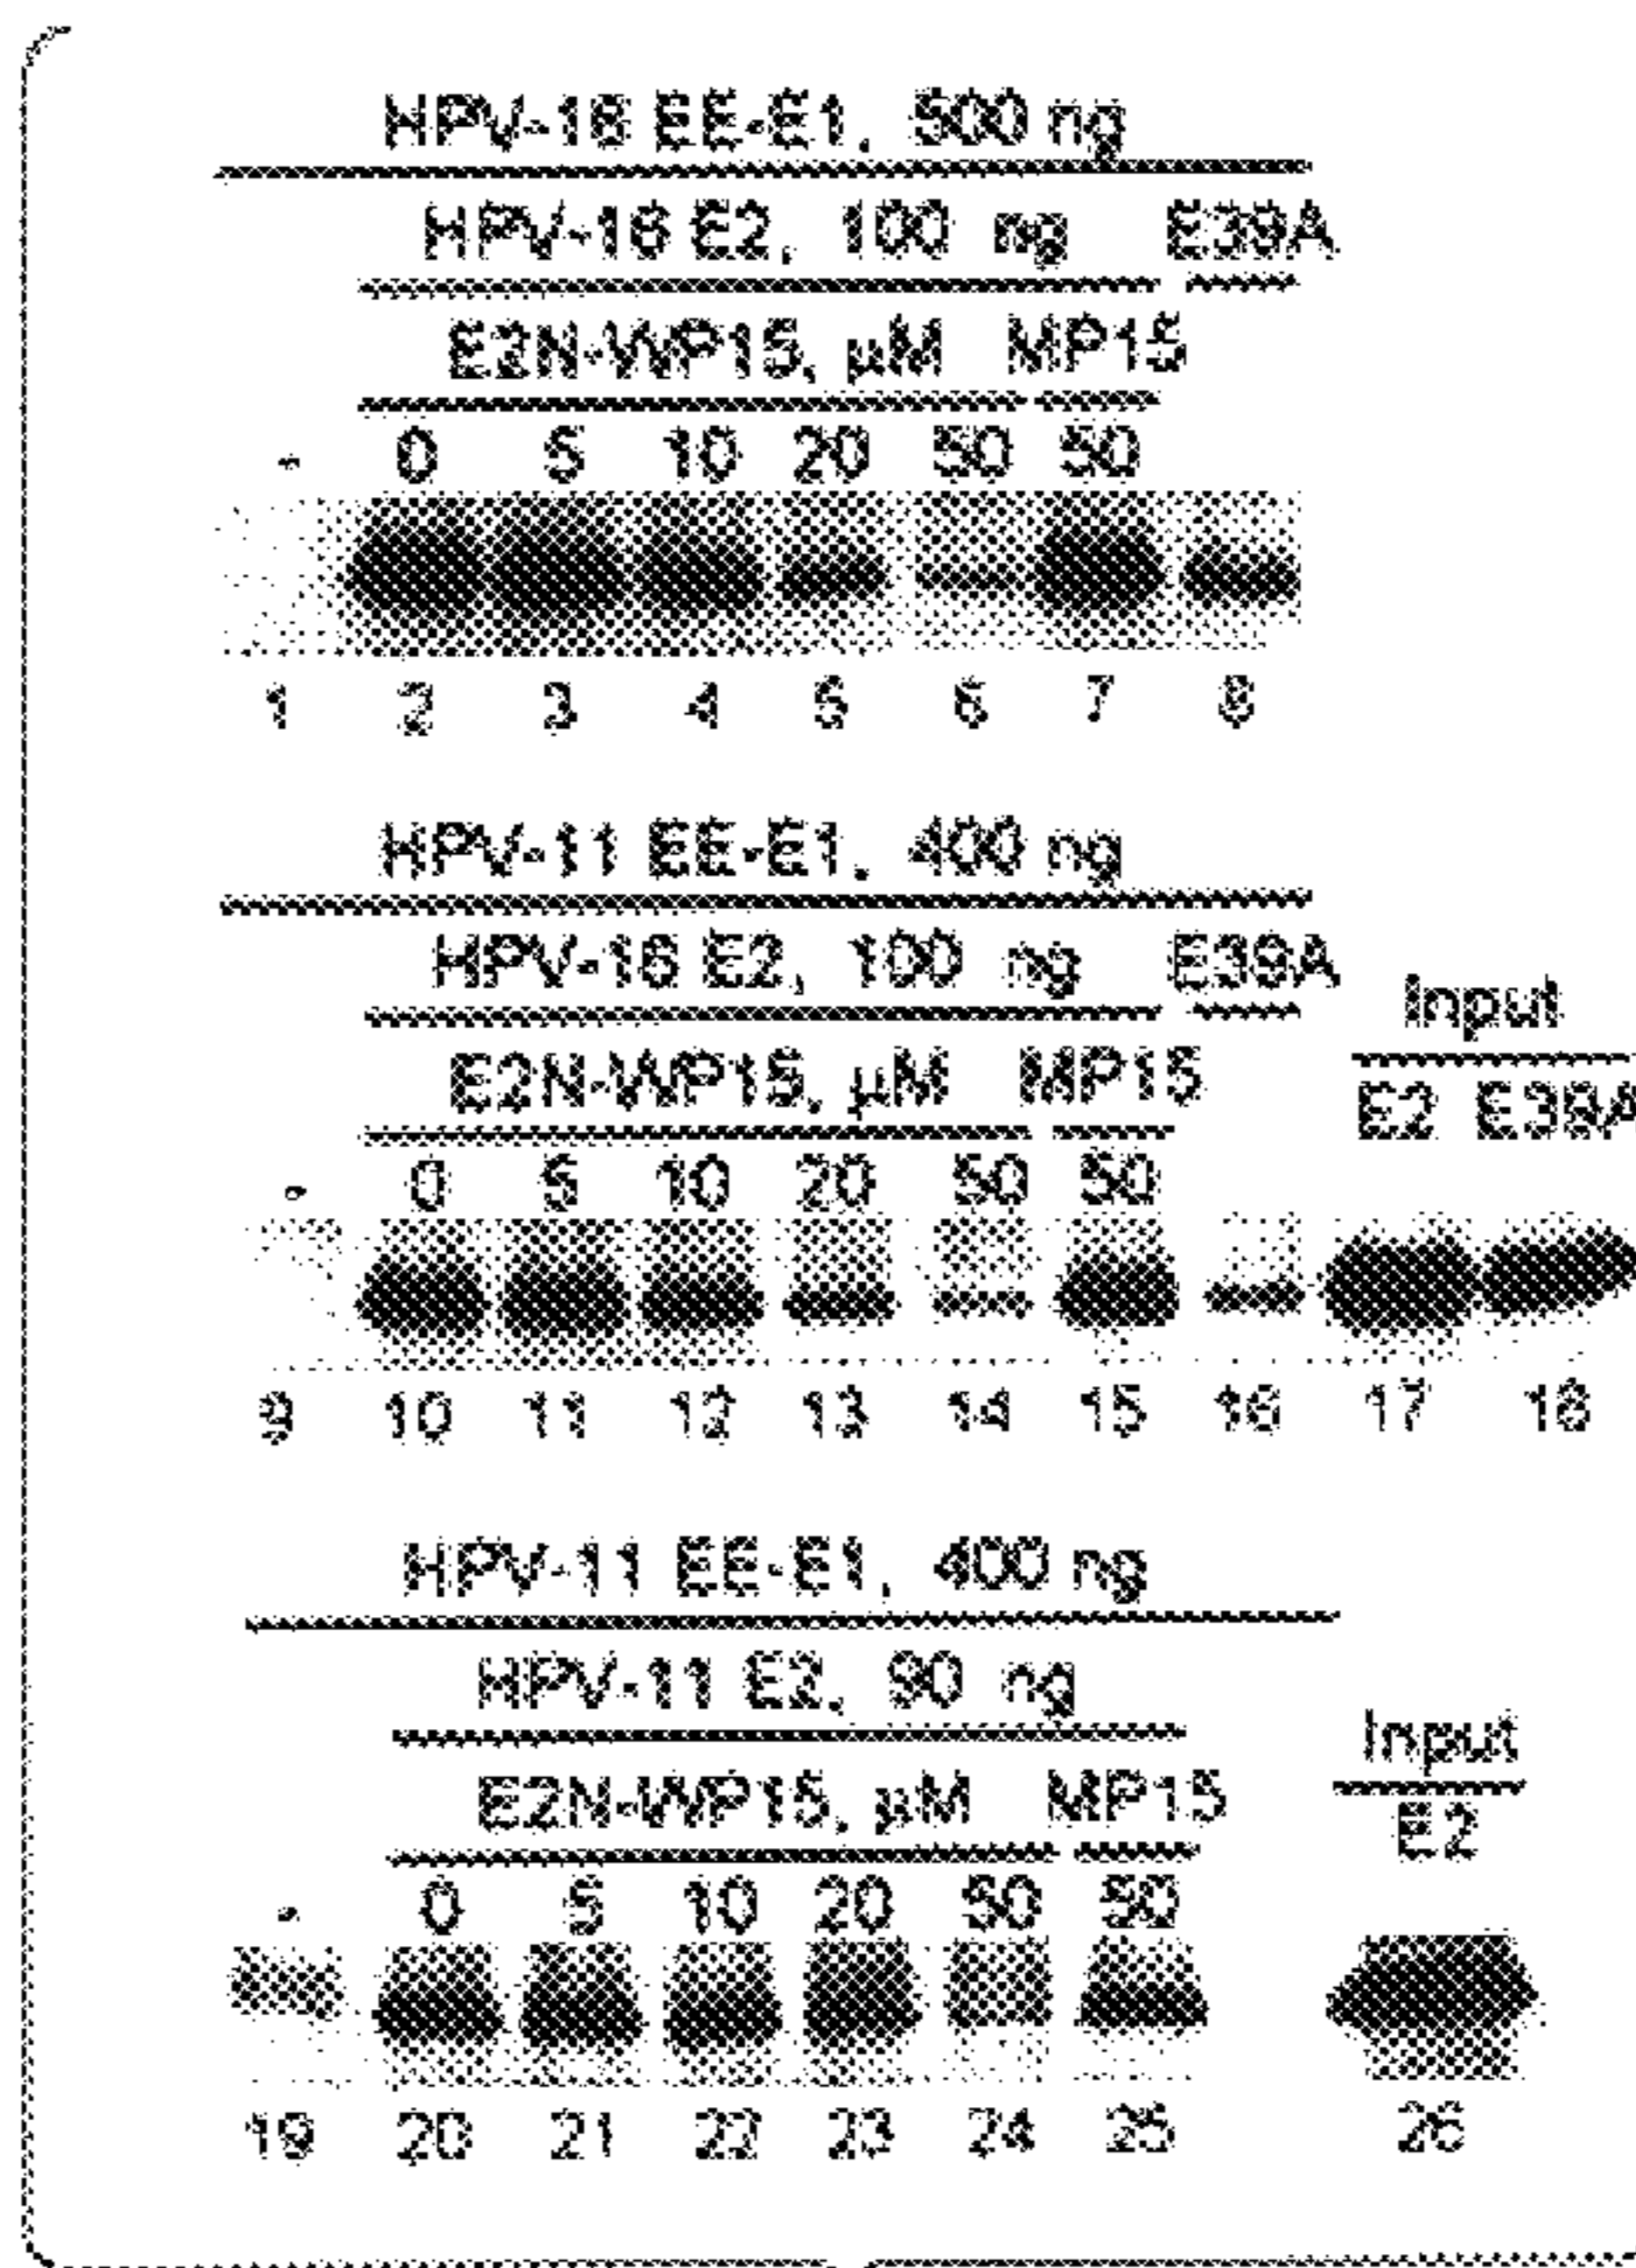 HPV-16 EE-E1, 500 ng
HPV-16 E2, 100 ng E39A
E2N-WP15, µM MP15
- 0 5 10 20 50 50
1 2 3 4 5 6 7 8
HPV-11 EE-E1, 400 ng
HPV-16 E2, 100 ng E39A
Input
E2N-WP15, µM MP15
E2 E39A
- 0 5 10 20 50 50
9 10 11 12 13 14 15 16 17 18
HPV-11 EE-E1, 400 ng
HPV-11 E2, 90 ng
Input
E2N-WP15, µM MP15
E2
- 0 5 10 20 50 50
19 20 21 22 23 24 25 26